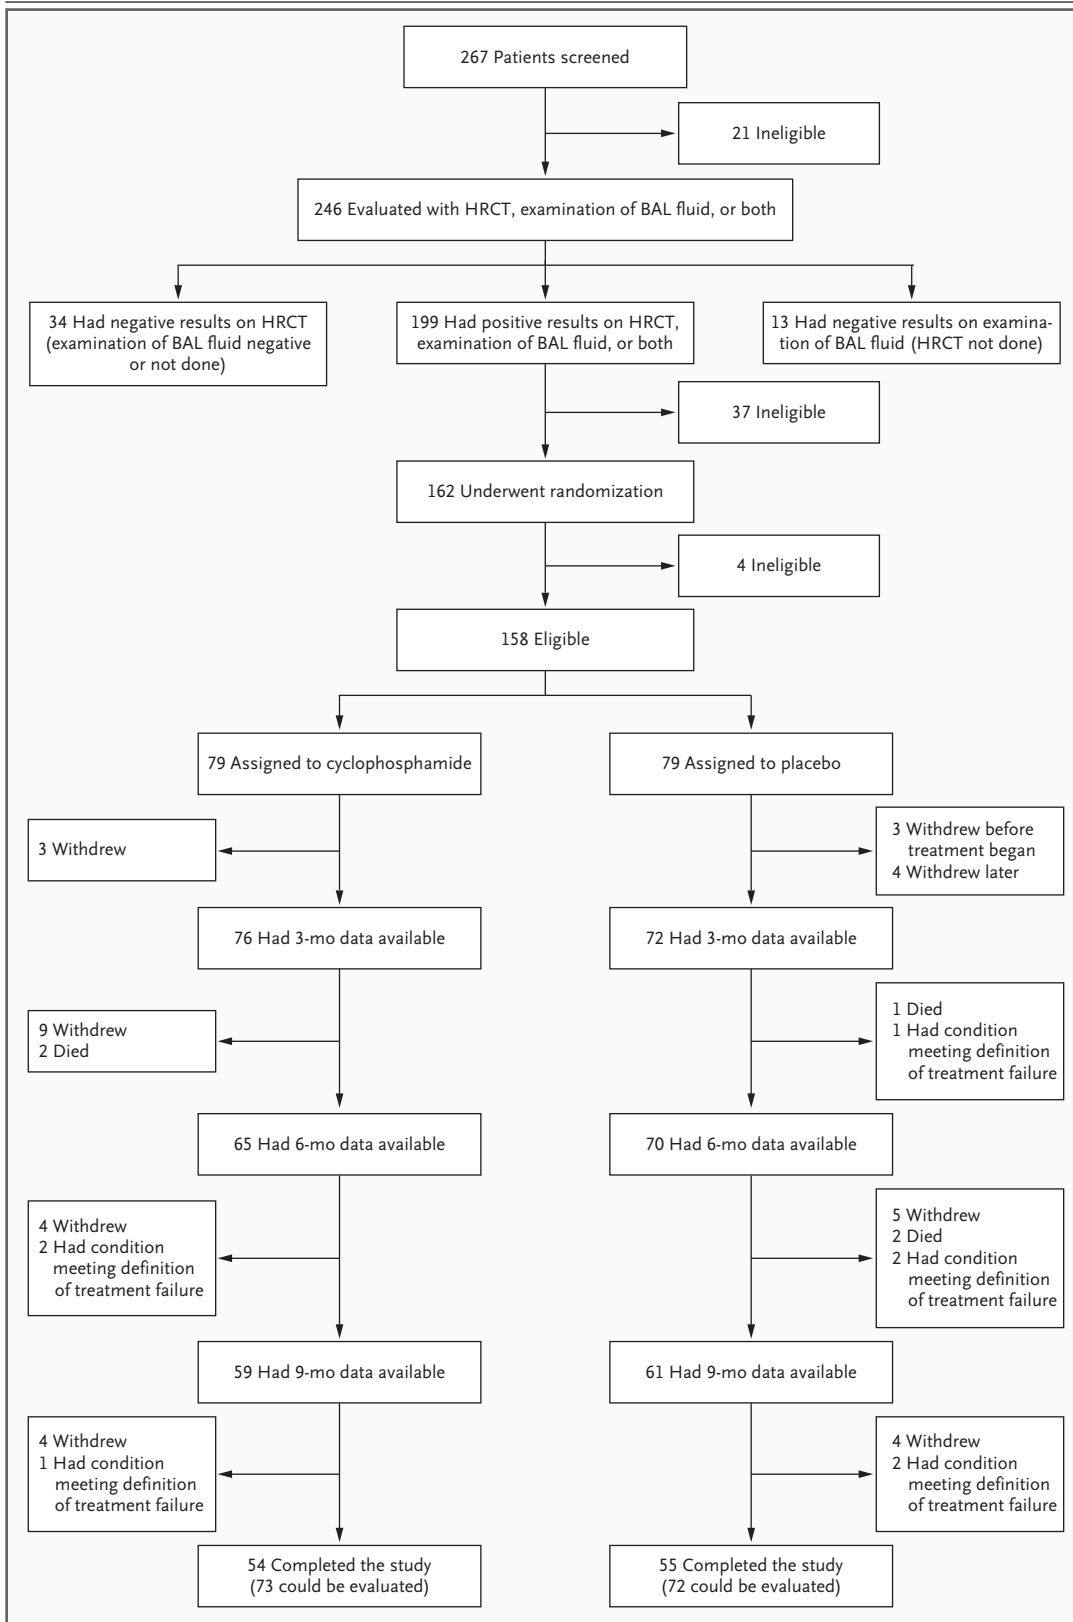 267 Patients screened
21 Ineligible
246 Evaluated with HRCT, examination of BAL fluid, or both
34 Had negative results on HRCT
(examination of BAL fluid negative
or not done)
199 Had positive results on HRCT,
examination of BAL fluid, or both
13 Had negative results on examina-
tion of BAL fluid (HRCT not done)
37 Ineligible
162 Underwent randomization
4 Ineligible
158 Eligible
79 Assigned to cyclophosphamide
79 Assigned to placebo
3 Withdrew
3 Withdrew before
treatment began
4 Withdrew later
76 Had 3-mo data available
72 Had 3-mo data available
9 Withdrew
2 Died
1 Died
1 Had condition
meeting definition
of treatment failure
65 Had 6-mo data available
70 Had 6-mo data available
4 Withdrew
2 Had condition
meeting definition
of treatment failure
5 Withdrew
2 Died
2 Had condition
meeting definition
of treatment failure
59 Had 9-mo data available
61 Had 9-mo data available
4 Withdrew
1 Had condition
meeting definition
of treatment failure
4 Withdrew
2 Had condition
meeting definition
of treatment failure
54 Completed the study
(73 could be evaluated)
55 Completed the study
(72 could be evaluated)